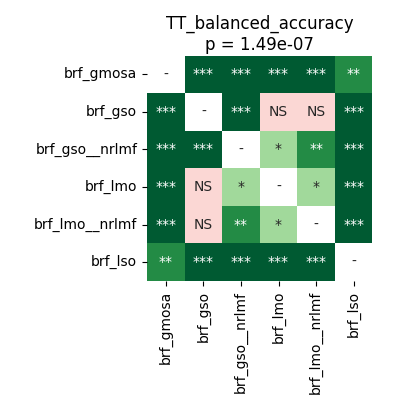 TT_balanced_accuracy
p = 1.49e-07
brf_gmosa - *** *** *** *** **
brf_gso *** - *** NS NS ***
brf_gso__nrlmf *** *** - * ** ***
brf_lmo *** NS * - * ***
brf_lmo__nrlmf *** NS ** * - ***
brf_lso ** *** *** *** *** -
brf_gmosa
brf_gso
brf_gso__nrlmf
brf_lmo
brf_lmo__nrlmf
brf_lso